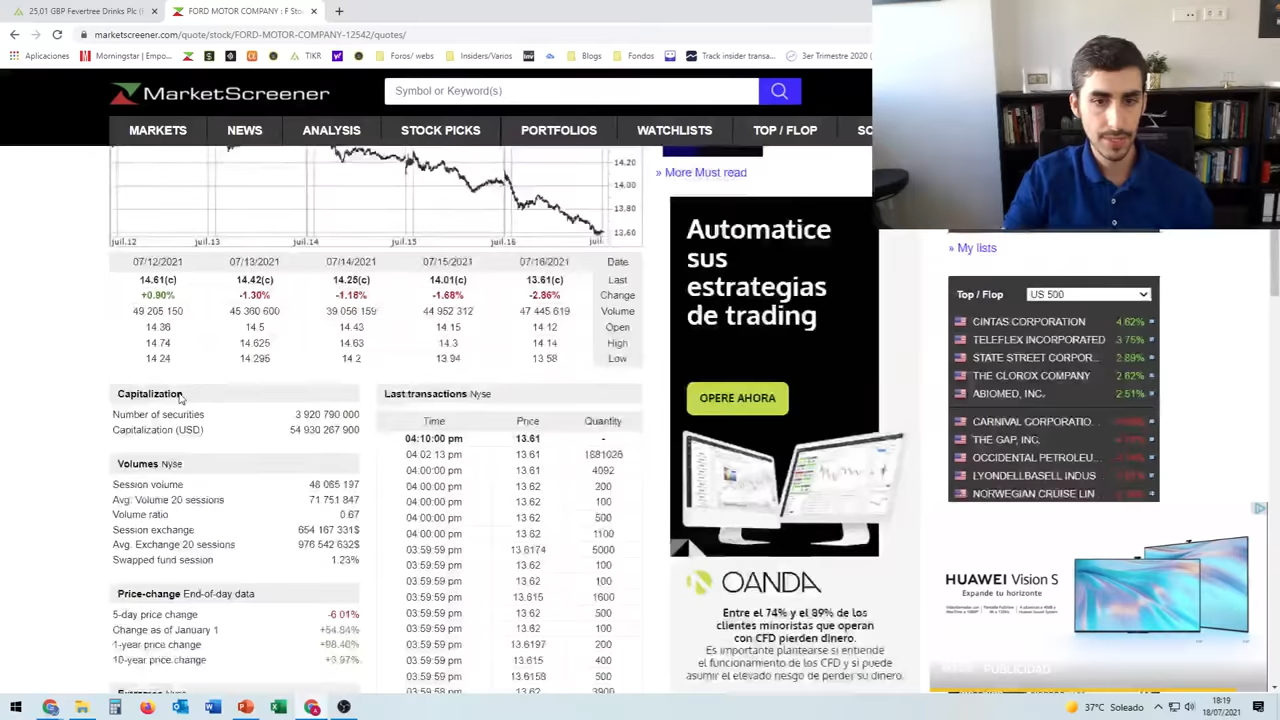 25,01 GBP Fevertree Drinks Plc (
FORD MOTOR COMPANY : F Stoc
marketscreener.com/quote/stock/FORD-MOTOR-COMPANY-12542/quotes/
Aplicaciones
Morningstar | Empo...
TIKR
Foros/ webs
Insiders/Varios
Blogs
Fondos
Track insider transa...
3er Trimestre 2020 (
MarketScreener
Symbol or Keyword(s)
MARKETS NEWS ANALYSIS STOCK PICKS PORTFOLIOS WATCHLISTS TOP / FLOP SC
14.20
14.00
13.80
13.60
juil.12 juil.13 juil.14 juil.15 juil.16 juil.
07/12/2021 07/13/2021 07/14/2021 07/15/2021 07/16/2021 Date
14.61(c) 14.42(c) 14.25(c) 14.01(c) 13.61(c) Last
+0.90% -1.30% -1.18% -1.68% -2.86% Change
49 205 150 45 360 600 39 056 159 44 952 312 47 445 619 Volume
14.36 14.5 14.43 14.15 14.12 Open
14.74 14.625 14.63 14.3 14.14 High
14.24 14.295 14.2 13.94 13.58 Low
Capitalization
Number of securities 3 920 790 000
Capitalization (USD)
Volumes Nyse
Session volume
Avg. Volume 20 sessions 71 751 847
Volume ratio 0.67
Session exchange 654 167 331$
Avg. Exchange 20 sessions 976 542 632$
Swapped fund session 1.23%
Price-change End-of-day data
5-day price change
Change as of January 1 +54.84%
1-year price change
10-year price change
Last transactions Nyse
Time Price Quantity
04:10:00 pm 13.61 -
04:02:13 pm 13.61
04:00:00 pm 13.61 4092
04:00:00 pm 13.62 200
04:00:00 pm 13.62 100
04:00:00 pm 13.62 500
04:00:00 pm 13.62 1100
03:59:59 pm 13.6174 5000
03:59:59 pm 13.62 100
03:59:59 pm 13.62 100
03:59:59 pm 13.615 1600
03:59:59 pm 13.62 500
03:59:59 pm 13.62 100
03:59:59 pm 13.6197 200
03:59:59 pm 13.615 400
03:59:59 pm 13.6158 500
13.62 3900
» More Must read
Automatice
sus
estrategias
de trading
OPERE AHORA
OANDA
Entre el 74% y el 89% de los
clientes minoristas que operan
con CFD pierden dinero.
Es importante plantearse si entiende
el funcionamiento de los CFD y si puede
asumir el elevado riesgo de perder su dinero.
» My lists
Top / Flop US 500
CINTAS CORPORATION 4.62%
TELEFLEX INCORPORATED 3.75%
STATE STREET CORPOR... 2.89%
THE CLOROX COMPANY 2.62%
ABIOMED, INC. 2.51%
CARNIVAL CORPORATIO...
THE GAP, INC.
OCCIDENTAL PETROLEU...
LYONDELLBASELL INDUS
NORWEGIAN CRUISE LIN
HUAWEI Vision S
Expande tu horizonte
PUBLICIDAD
37°C Soleado
18:19
18/07/2021